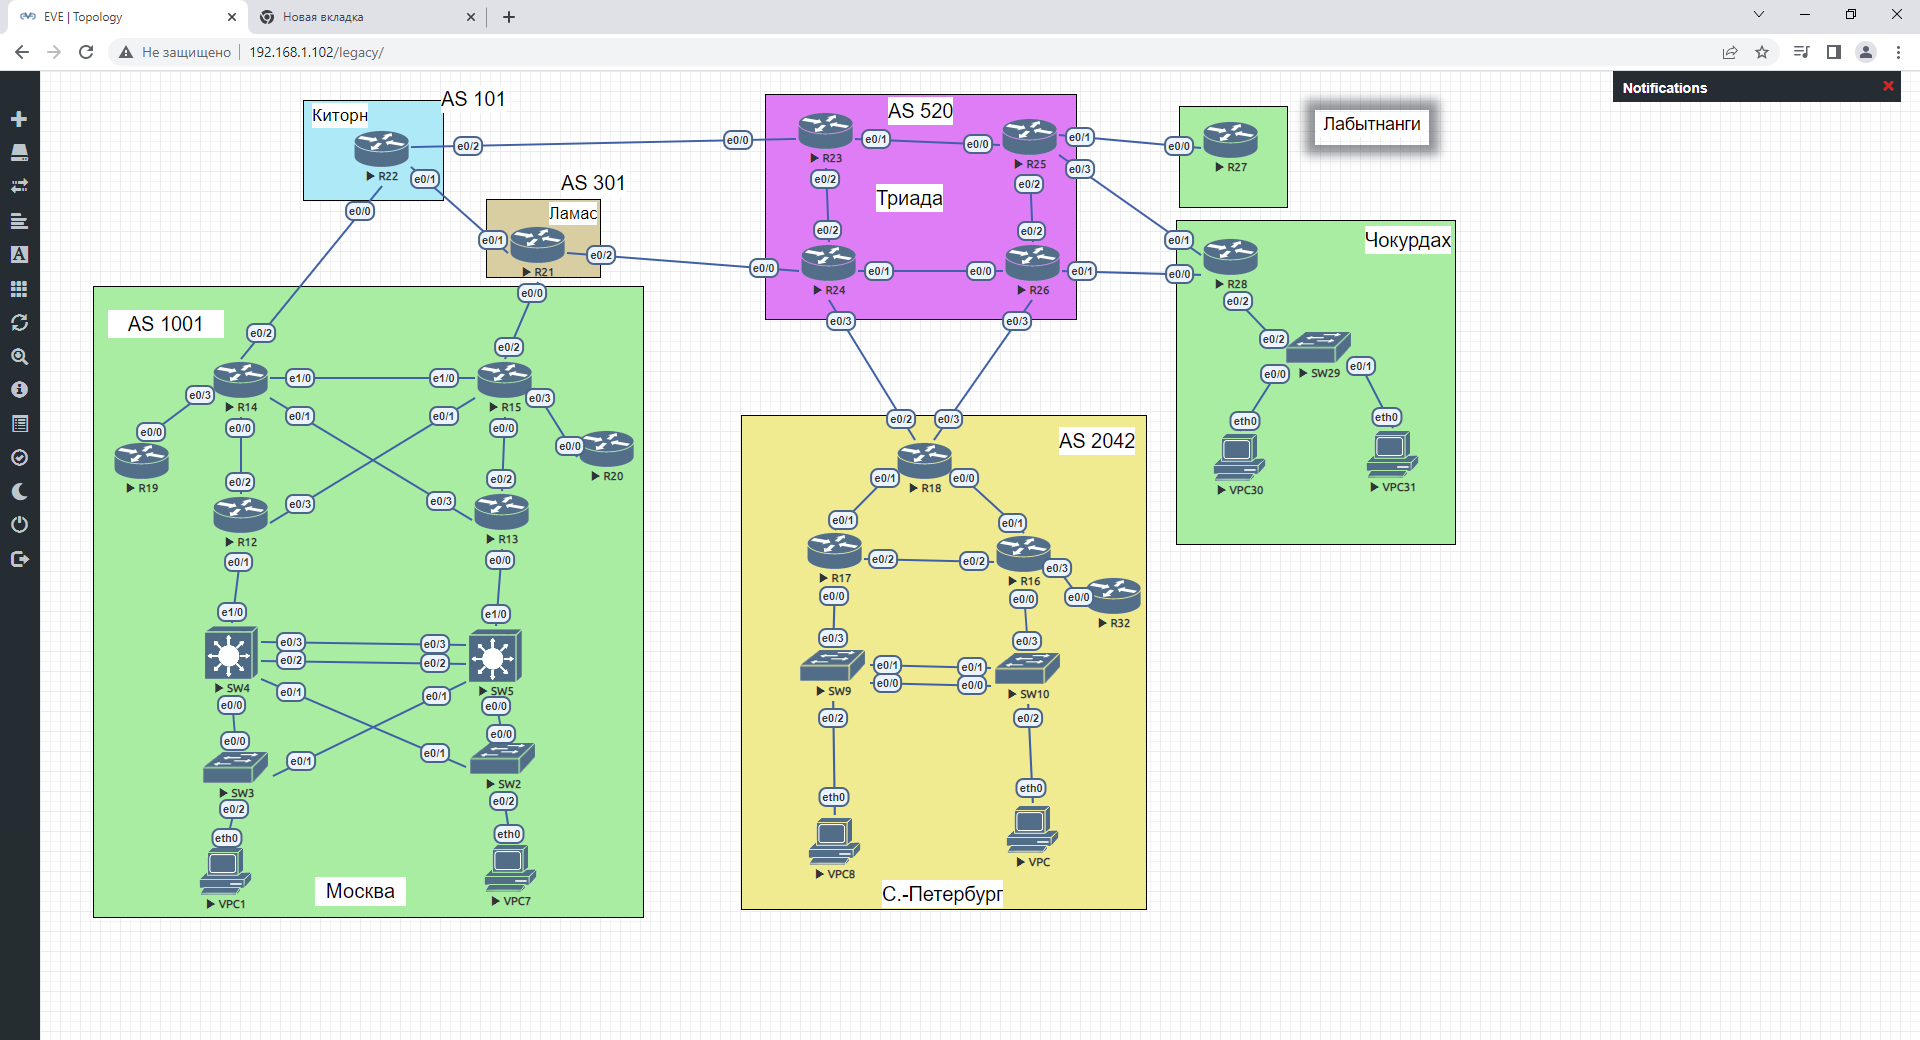 EVE | Topology
Новая вкладка
Не защищено
192.168.1.102/legacy/
Notifications
AS 101
Киторн
R22
e0/2
e0/1
e0/0
AS 301
Ламас
R21
e0/1
e0/2
e0/0
AS 520
Триада
R23
e0/0
e0/1
e0/2
R25
e0/0
e0/1
e0/3
e0/2
R24
e0/2
e0/0
e0/1
e0/3
R26
e0/2
e0/0
e0/1
e0/3
Лабытнанги
R27
e0/0
Чокурдах
R28
e0/1
e0/0
e0/2
SW29
e0/2
e0/0
e0/1
eth0
eth0
VPC30
VPC31
AS 1001
Москва
R14
e0/2
e0/3
e1/0
e0/1
e0/0
R15
e0/2
e1/0
e0/3
e0/1
e0/0
R19
e0/0
R20
e0/0
R12
e0/2
e0/3
e0/1
R13
e0/2
e0/3
e0/0
SW4
e1/0
e0/3
e0/2
e0/1
e0/0
SW5
e1/0
e0/3
e0/2
e0/1
e0/0
SW3
e0/0
e0/1
e0/2
SW2
e0/0
e0/1
e0/2
eth0
VPC1
eth0
VPC7
AS 2042
С.-Петербург
R18
e0/2
e0/3
e0/1
e0/0
R17
e0/1
e0/2
e0/0
R16
e0/1
e0/2
e0/3
e0/0
R32
e0/0
SW9
e0/3
e0/1
e0/0
e0/2
SW10
e0/3
e0/1
e0/0
e0/2
eth0
VPC8
eth0
VPC